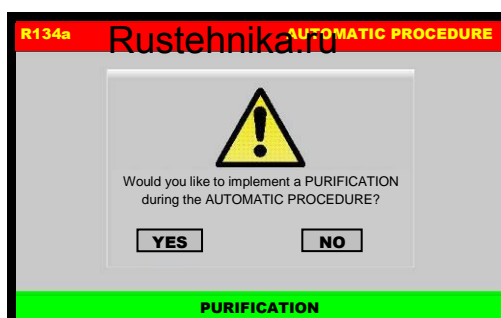 R134a
Rustehnika.ru
AUTOMATIC PROCEDURE
Would you like to implement a PURIFICATION
during the AUTOMATIC PROCEDURE?
YES NO
PURIFICATION